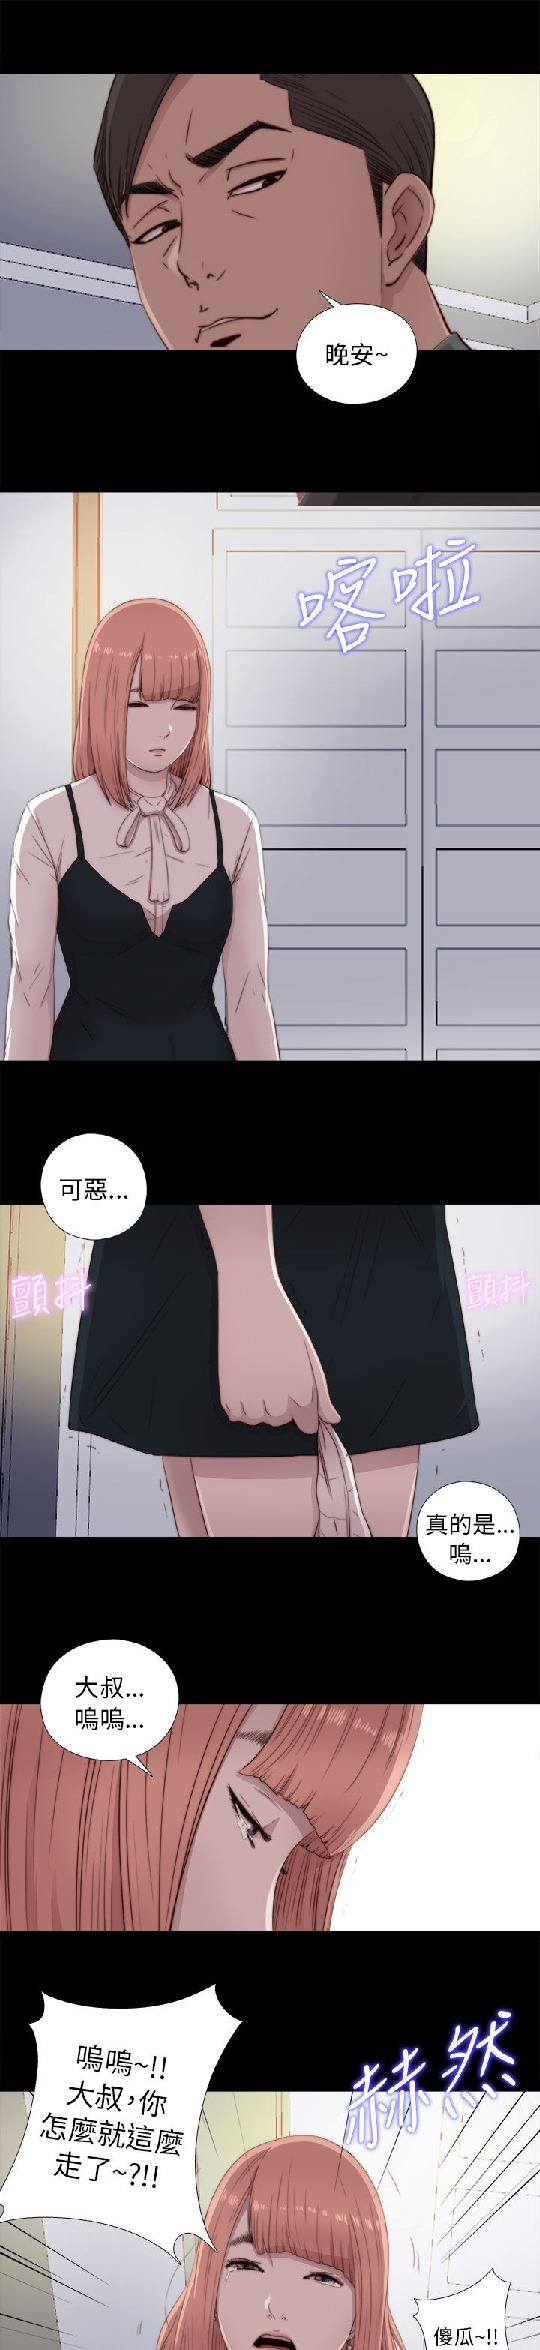 晚安~
喀啦
可惡...
顫抖
顫抖
真的是...
嗚...
大叔...
嗚嗚...
嗚嗚~!!
大叔,你
怎麼就這麼
走了~?!!
赫然
傻瓜~!!